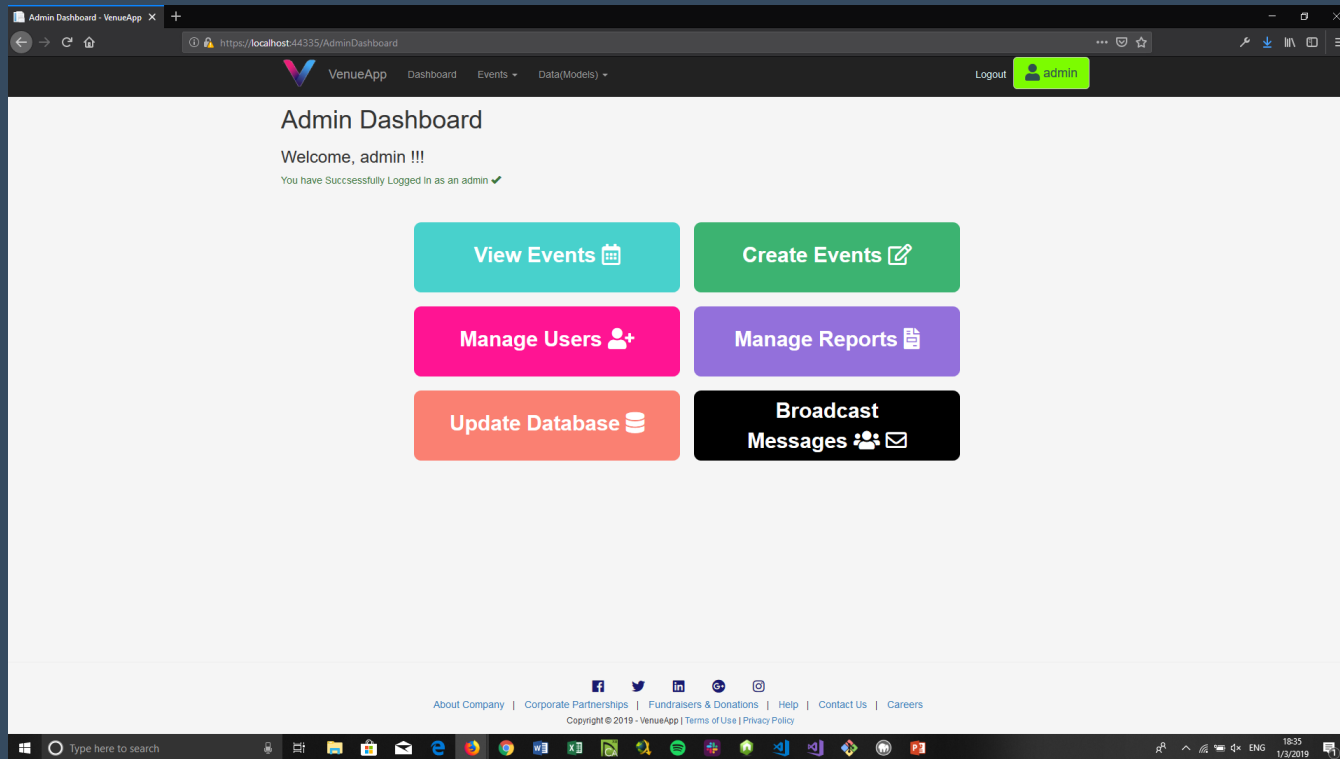 Admin Dashboard - VenueApp
https://localhost:44335/AdminDashboard
VenueApp Dashboard Events Data(Models) Logout admin
Admin Dashboard
Welcome, admin !!!
You have Succsessfully Logged In as an admin
View Events
Create Events
Manage Users
Manage Reports
Update Database
Broadcast
Messages
About Company | Corporate Partnerships | Fundraisers & Donations | Help | Contact Us | Careers
Copyright © 2019 - VenueApp | Terms of Use | Privacy Policy
Type here to search
ENG
18:35
1/3/2019